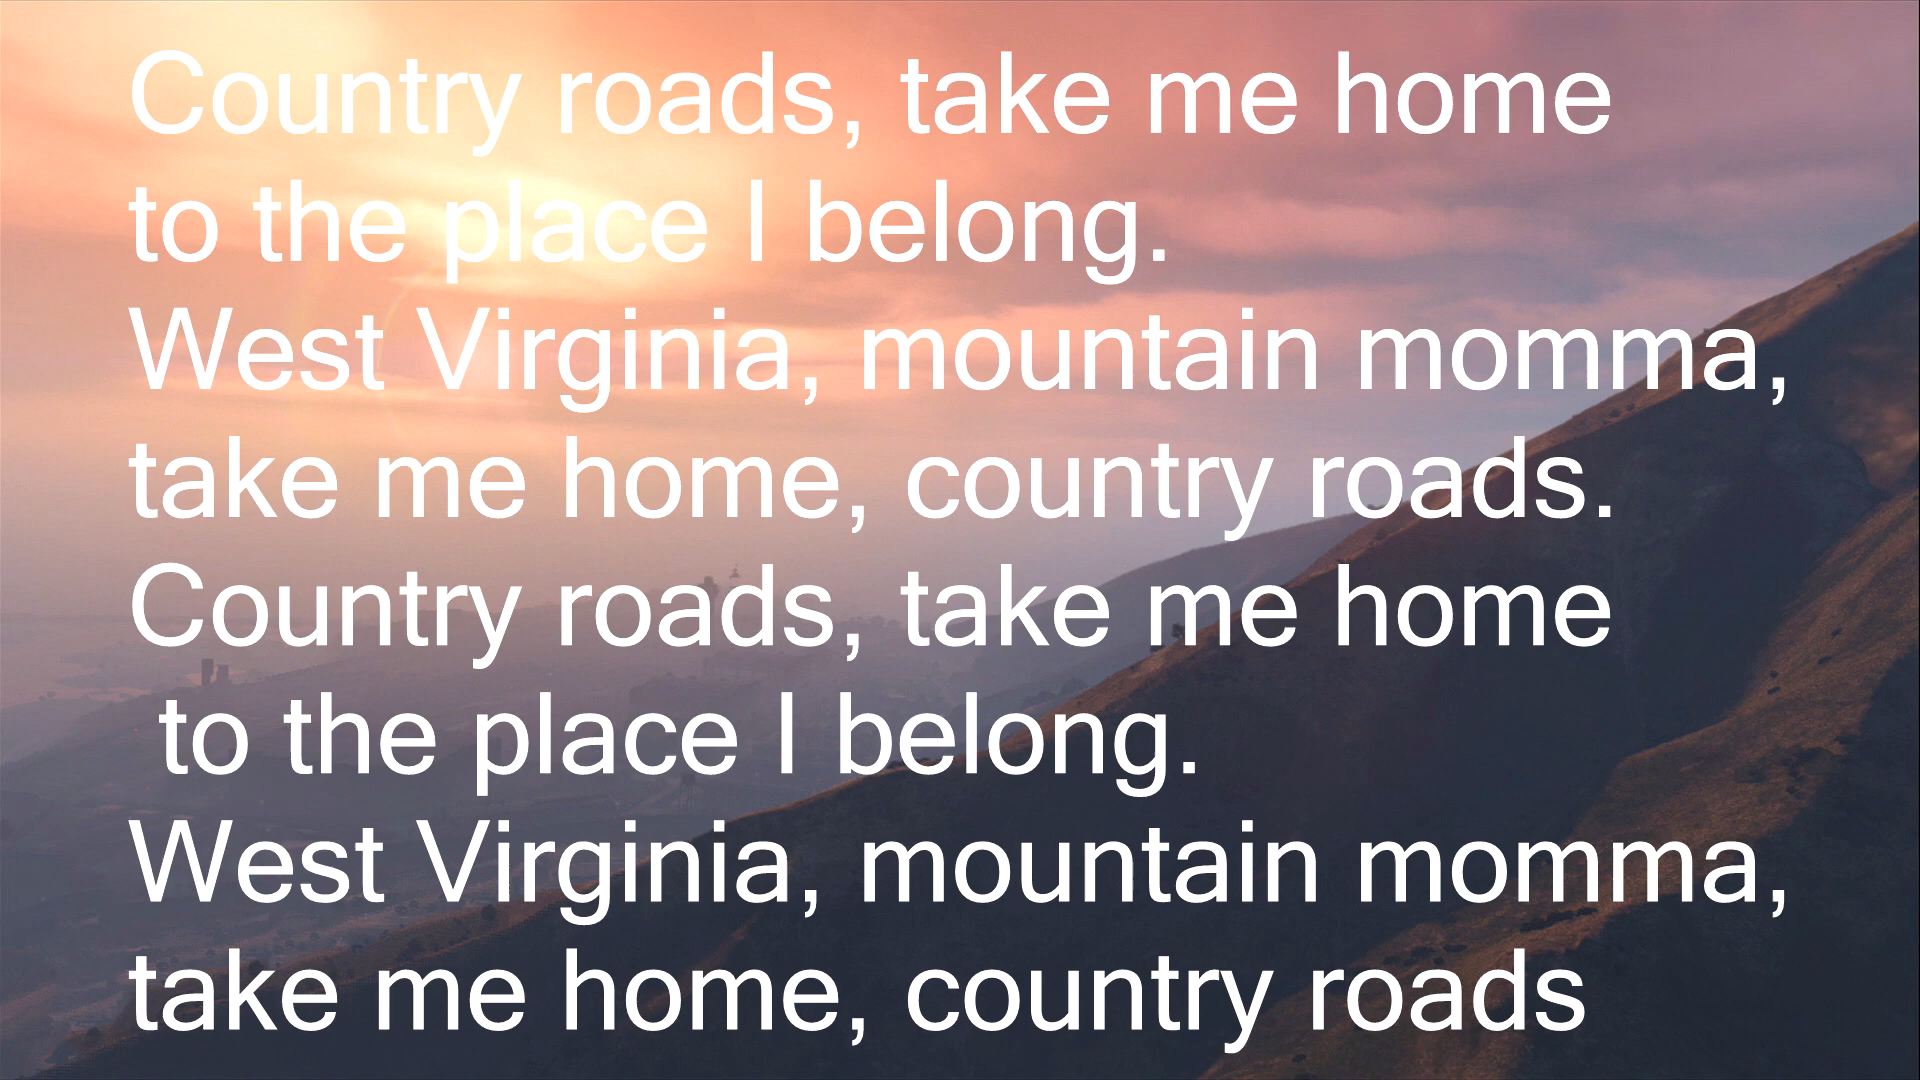 Country roads, take me home
to the place I belong.
West Virginia, mountain momma,
take me home, country roads.
Country roads, take me home
to the place I belong.
West Virginia, mountain momma,
take me home, country roads